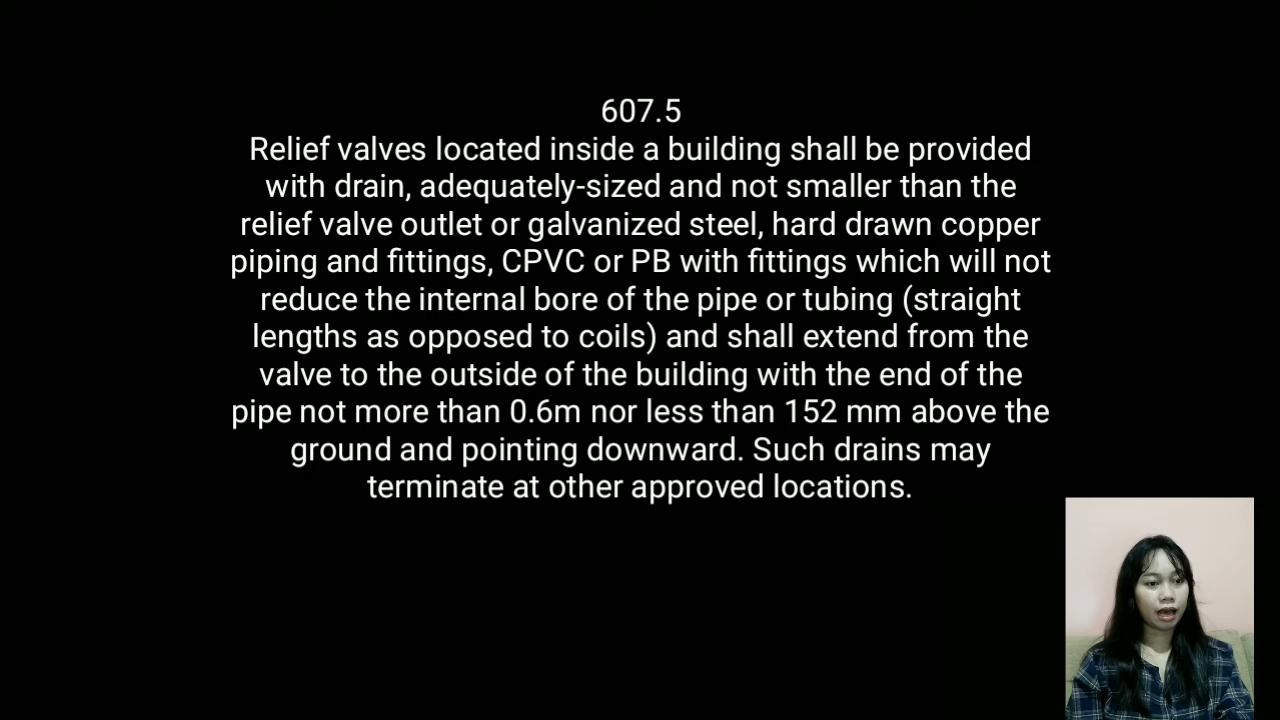 607.5
Relief valves located inside a building shall be provided
with drain, adequately-sized and not smaller than the
relief valve outlet or galvanized steel, hard drawn copper
piping and fittings, CPVC or PB with fittings which will not
reduce the internal bore of the pipe or tubing (straight
lengths as opposed to coils) and shall extend from the
valve to the outside of the building with the end of the
pipe not more than 0.6m nor less than 152 mm above the
ground and pointing downward. Such drains may
terminate at other approved locations.